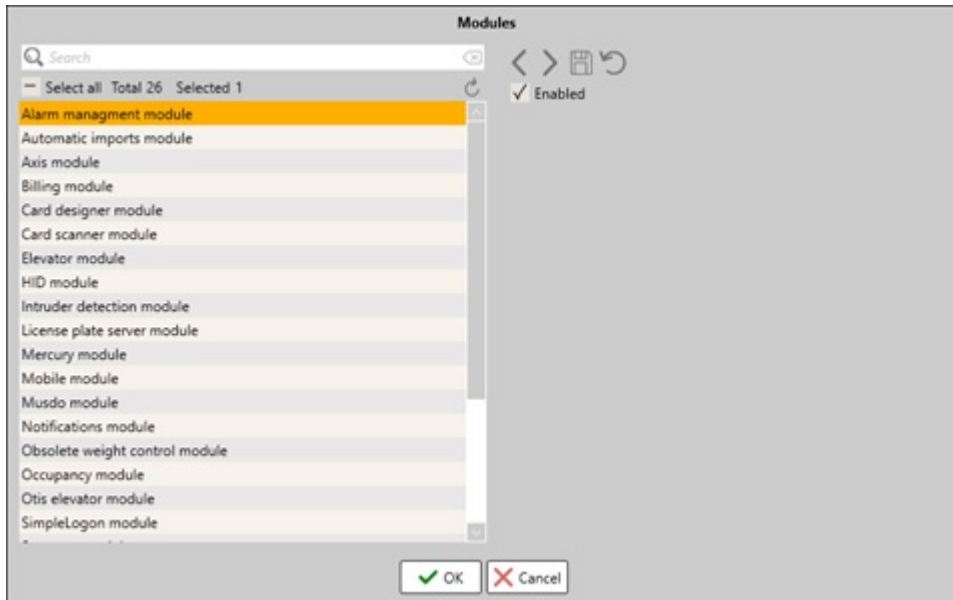 Modules
Search
Select all Total 26 Selected 1
Enabled
Alarm managment module
Automatic imports module
Axis module
Billing module
Card designer module
Card scanner module
Elevator module
HID module
Intruder detection module
License plate server module
Mercury module
Mobile module
Musdo module
Notifications module
Obsolete weight control module
Occupancy module
Otis elevator module
SimpleLogon module
OK Cancel